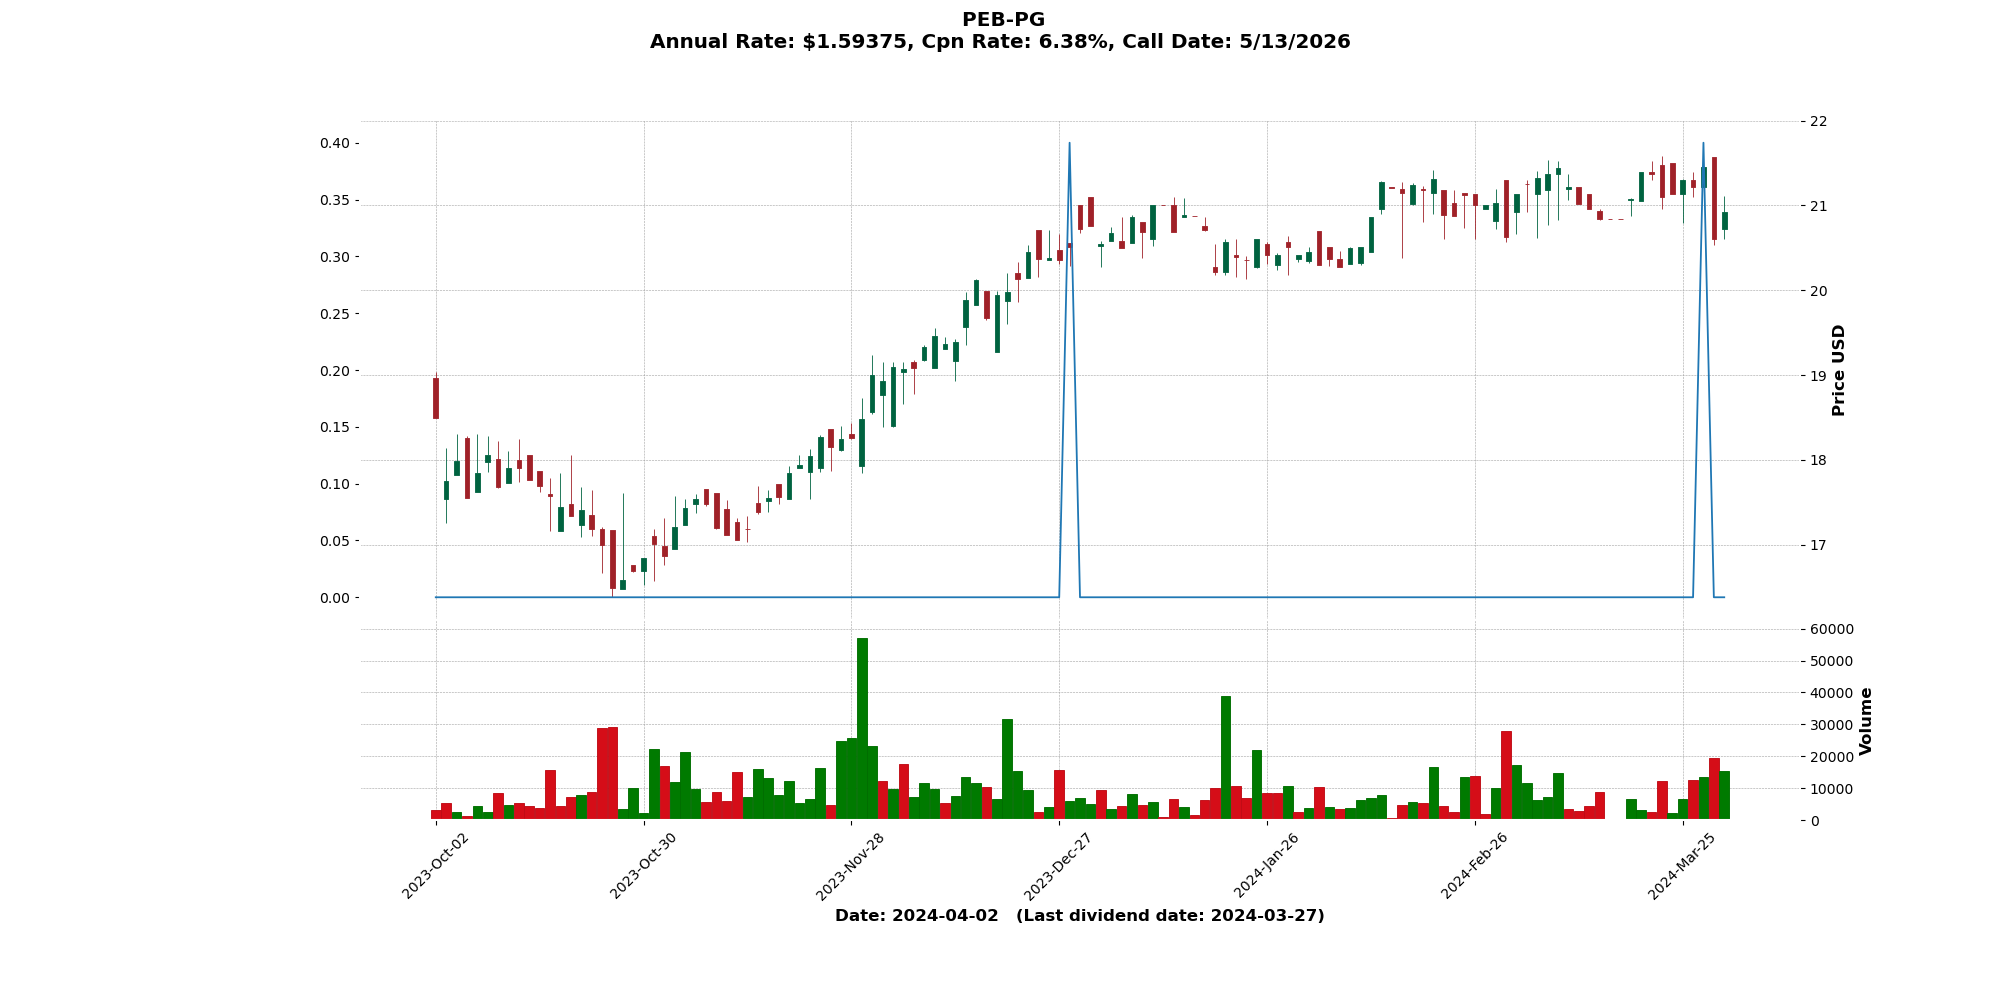 PEB-PG
Annual Rate: $1.59375, Cpn Rate: 6.38%, Call Date: 5/13/2026
0.40
0.35
0.30
0.25
0.20
0.15
0.10
0.05
0.00
22
21
20
19
18
17
Price USD
60000
50000
40000
30000
20000
10000
0
Volume
2023-Oct-02
2023-Oct-30
2023-Nov-28
2023-Dec-27
2024-Jan-26
2024-Feb-26
2024-Mar-25
Date: 2024-04-02 (Last dividend date: 2024-03-27)